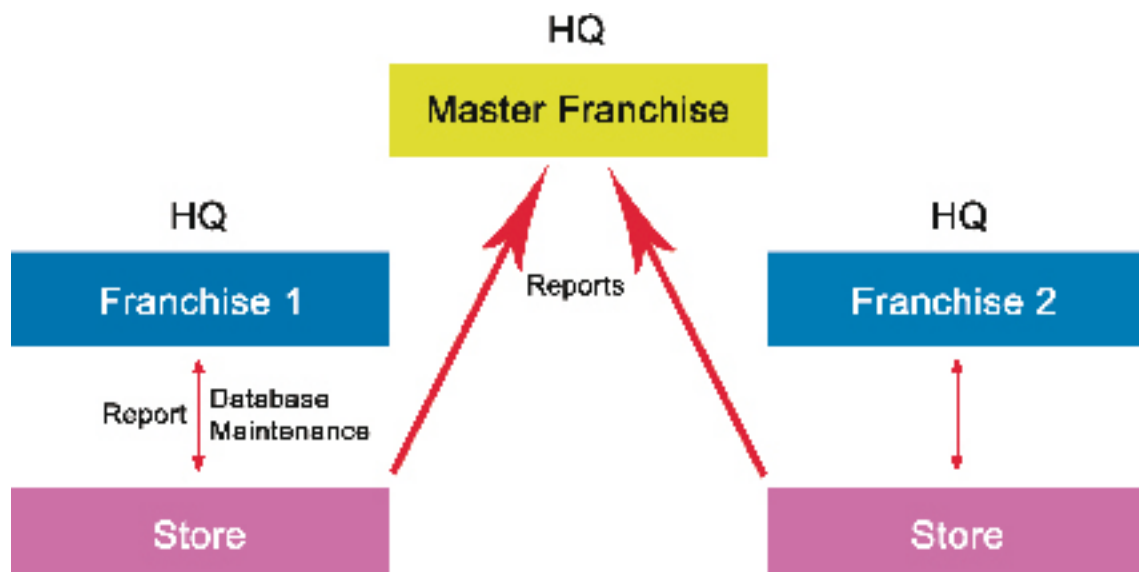 HQ
Master Franchise
HQ
HQ
Franchise 1
Reports
Franchise 2
Report
Database
Maintenance
Store
Store